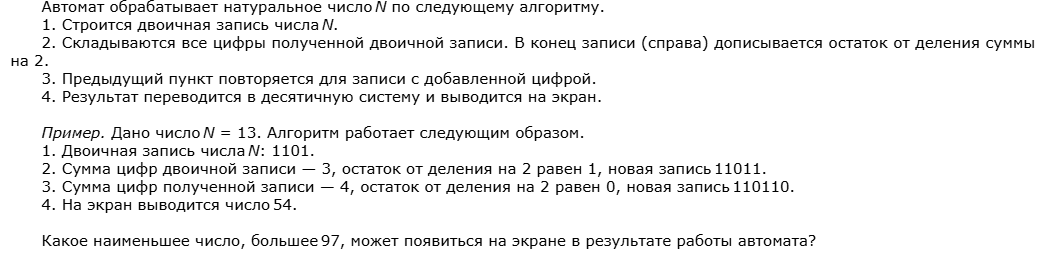 Автомат обрабатывает натуральное число N по следующему алгоритму.
1. Строится двоичная запись числа N.
2. Складываются все цифры полученной двоичной записи. В конец записи (справа) дописывается остаток от деления суммы
на 2.
3. Предыдущий пункт повторяется для записи с добавленной цифрой.
4. Результат переводится в десятичную систему и выводится на экран.
Пример. Дано число N = 13. Алгоритм работает следующим образом.
1. Двоичная запись числа N: 1101.
2. Сумма цифр двоичной записи — 3, остаток от деления на 2 равен 1, новая запись 11011.
3. Сумма цифр полученной записи — 4, остаток от деления на 2 равен 0, новая запись 110110.
4. На экран выводится число 54.
Какое наименьшее число, большее 97, может появиться на экране в результате работы автомата?